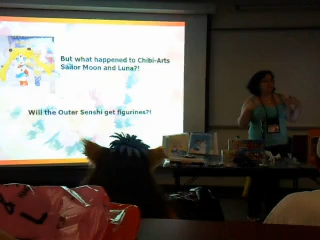 But what happened to Chibi-Arts
Sailor Moon and Luna?!
Will the Outer Senshi get figurines?!